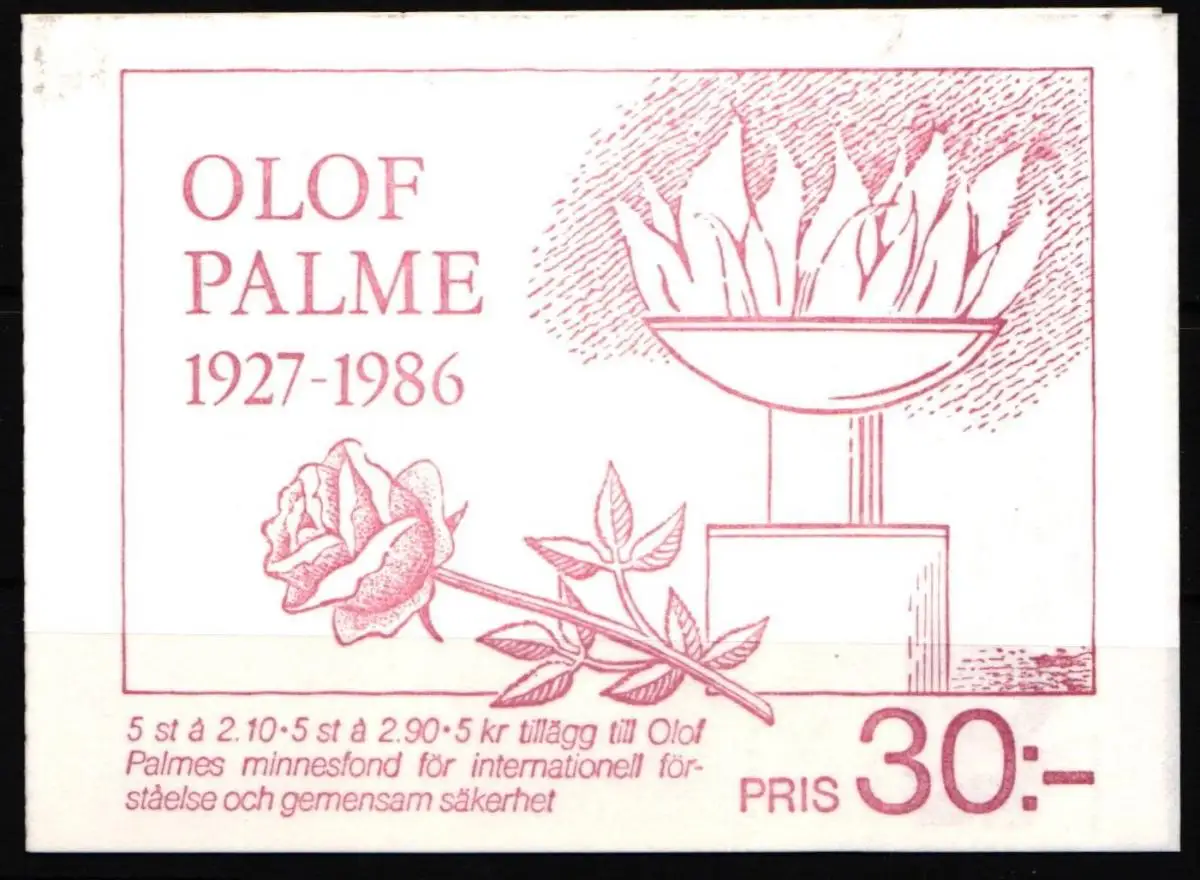 OLOF
PALME
1927-1986
5 st à 2.10•5 st à 2.90•5 kr tillägg till Olof
Palmes minnesfond för internationell för-
ståelse och gemensam säkerhet
PRIS 30:-